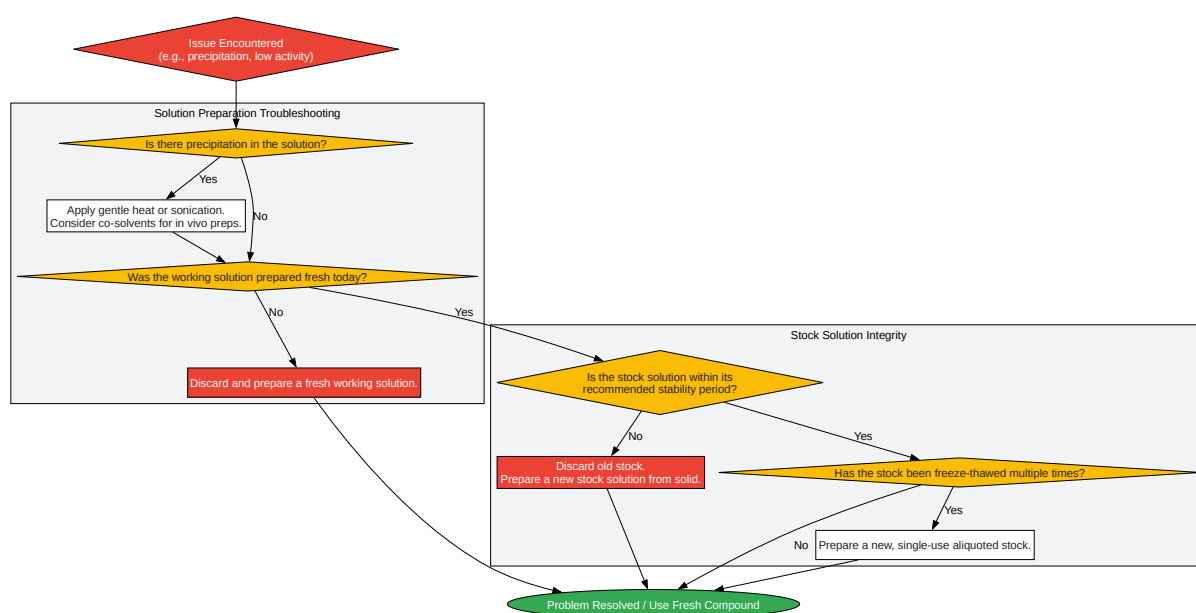 Issue Encountered
(e.g., precipitation, low activity)
Solution Preparation Troubleshooting
Is there precipitation in the solution?
Yes
No
Apply gentle heat or sonication.
Consider co-solvents for in vivo preps.
Was the working solution prepared fresh today?
No
Yes
Discard and prepare a fresh working solution.
Stock Solution Integrity
Is the stock solution within its
recommended stability period?
No
Yes
Discard old stock.
Prepare a new stock solution from solid.
Has the stock been freeze-thawed multiple times?
Yes
No
Prepare a new, single-use aliquoted stock.
Problem Resolved / Use Fresh Compound